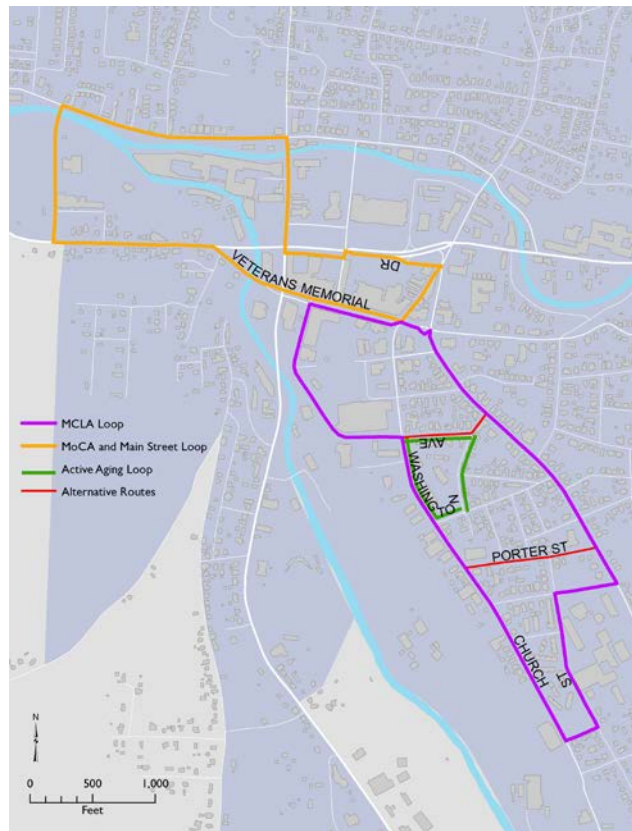 DR
VETERANS MEMORIAL
MCLA Loop
MoCA and Main Street Loop
Active Aging Loop
Alternative Routes
AVE
WASHINGTON
PORTER ST
CHURCH
ST
N
0 500 1,000
Feet